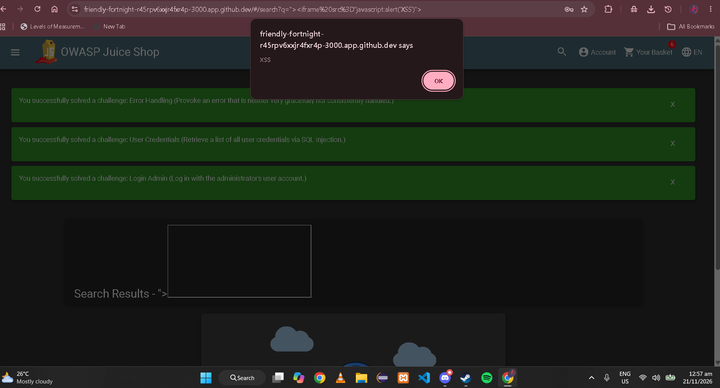 friendly-fortnight-r45rpv6xxjr4fxr4p-3000.app.github.dev/#/search?q="><iframe%20src%3D"javascript:alert('XSS')">
Levels of Measurem...
New Tab
All Bookmarks
friendly-fortnight-
r45rpv6xxjr4fxr4p-3000.app.github.dev says
XSS
OK
OWASP Juice Shop
Account
Your Basket
EN
You successfully solved a challenge: Error Handling (Provoke an error that is neither very gracefully nor consistently handled.)
X
You successfully solved a challenge: User Credentials (Retrieve a list of all user credentials via SQL Injection.)
X
You successfully solved a challenge: Login Admin (Log in with the administrator's user account.)
X
Search Results - ">
26°C
Mostly cloudy
Search
ENG
US
12:57 am
21/11/2026